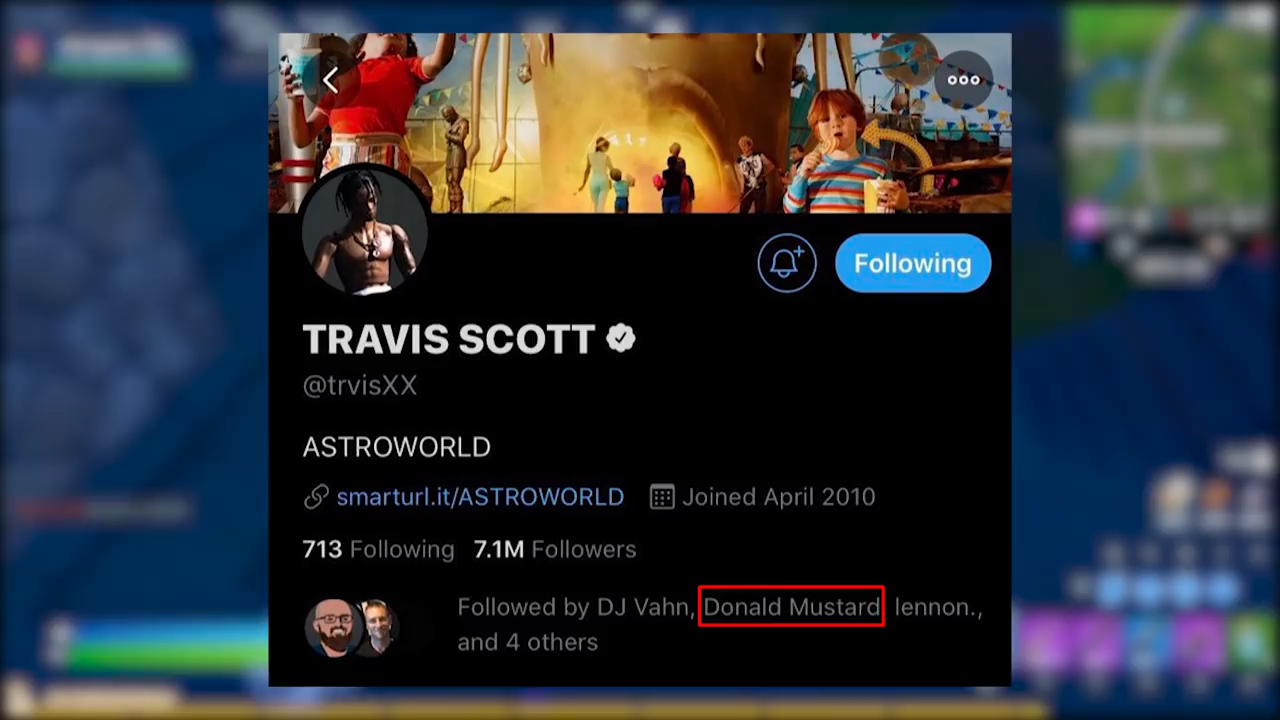 Following
TRAVIS SCOTT
@trvisXX
ASTROWORLD
smarturl.it/ASTROWORLD Joined April 2010
713 Following 7.1M Followers
Followed by DJ Vahn, Donald Mustard lennon.,
and 4 others